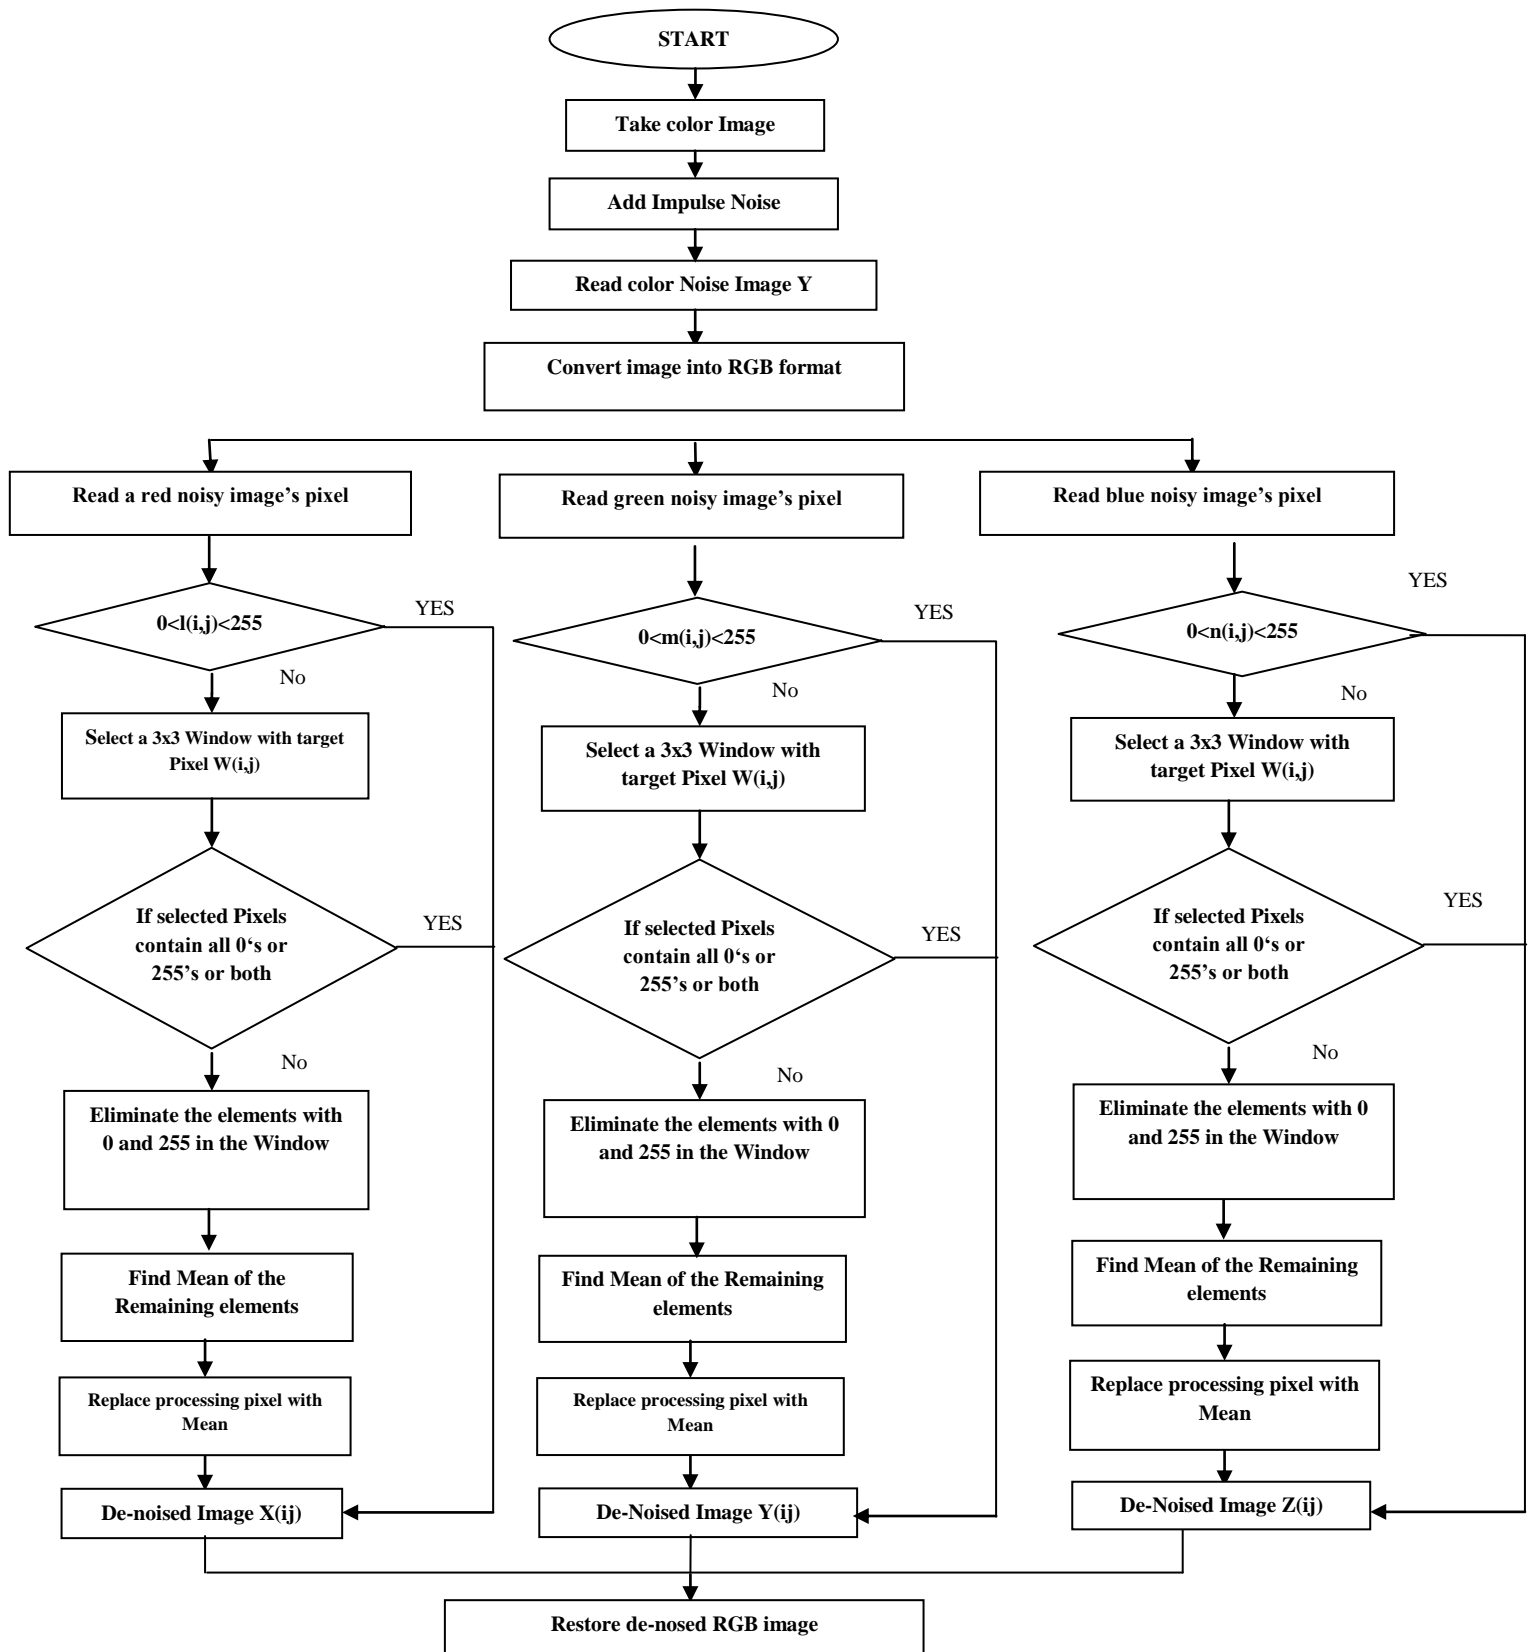 START
Take color Image
Add Impulse Noise
Read color Noise Image Y
Convert image into RGB format
Read a red noisy image’s pixel
0<l(i,j)<255
YES
No
Select a 3x3 Window with target
Pixel W(i,j)
If selected Pixels
contain all 0‘s or
255’s or both
YES
No
Eliminate the elements with
0 and 255 in the Window
Find Mean of the
Remaining elements
Replace processing pixel with
Mean
De-noised Image X(ij)
Read green noisy image’s pixel
0<m(i,j)<255
YES
No
Select a 3x3 Window with
target Pixel W(i,j)
If selected Pixels
contain all 0‘s or
255’s or both
YES
No
Eliminate the elements with 0
and 255 in the Window
Find Mean of the Remaining
elements
Replace processing pixel with
Mean
De-Noised Image Y(ij)
Read blue noisy image’s pixel
0<n(i,j)<255
YES
No
Select a 3x3 Window with
target Pixel W(i,j)
If selected Pixels
contain all 0‘s or
255’s or both
YES
No
Eliminate the elements with 0
and 255 in the Window
Find Mean of the Remaining
elements
Replace processing pixel with
Mean
De-Noised Image Z(ij)
Restore de-nosed RGB image